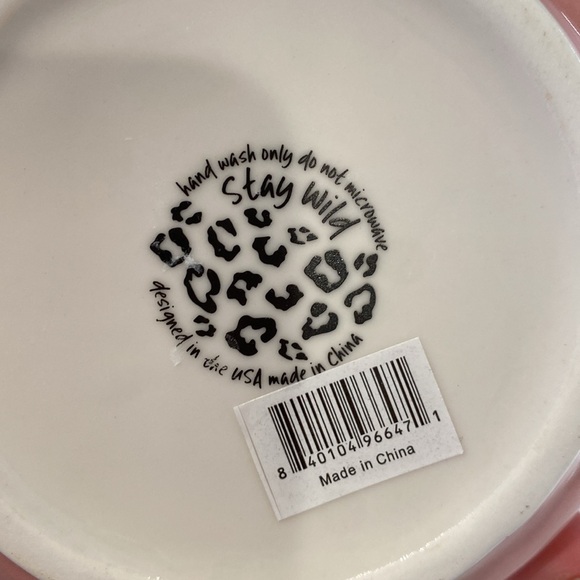 hand wash only do not microwave
stay wild
designed in the USA made in China
8 40104 96647 1
Made in China